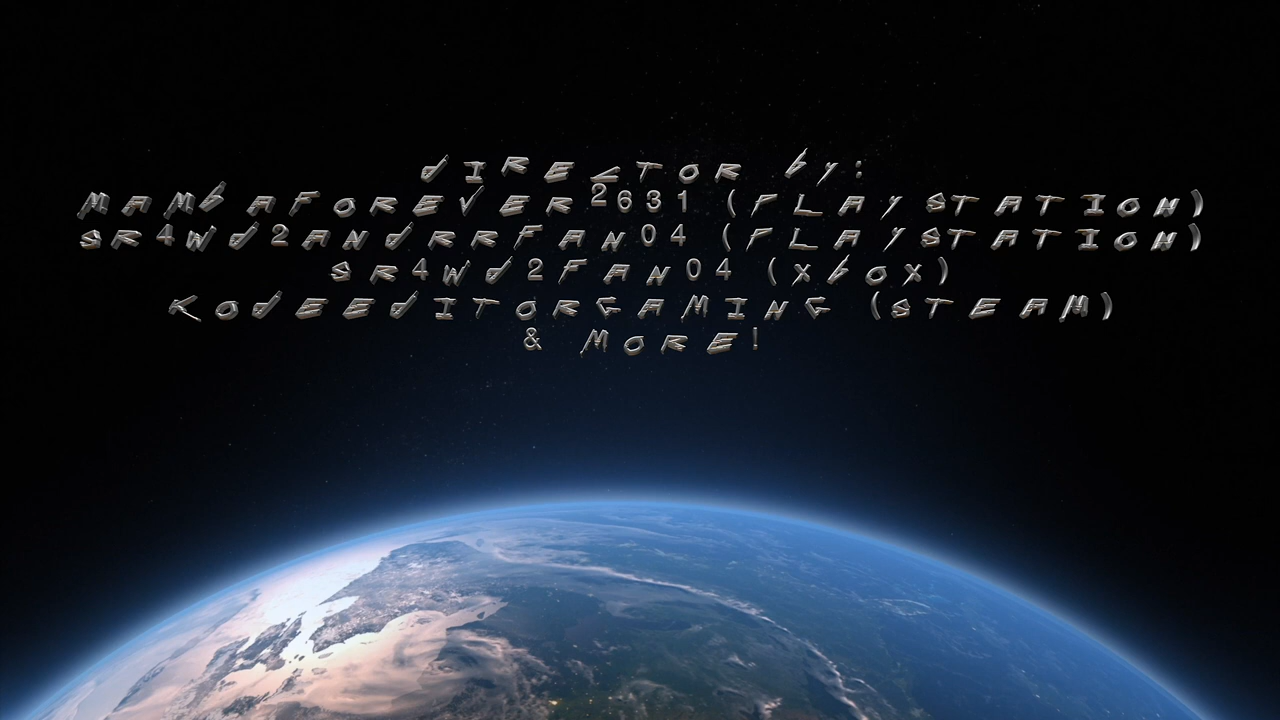 dIRECTOR by:
MAMbAFOREVER2631 (PLAYSTATION)
SR4Wd2ANdRRFAN04 (PLAYSTATION)
SR4Wd2FAN04 (XbOX)
KOdEEdITORGAMING (STEAM)
& MORE!